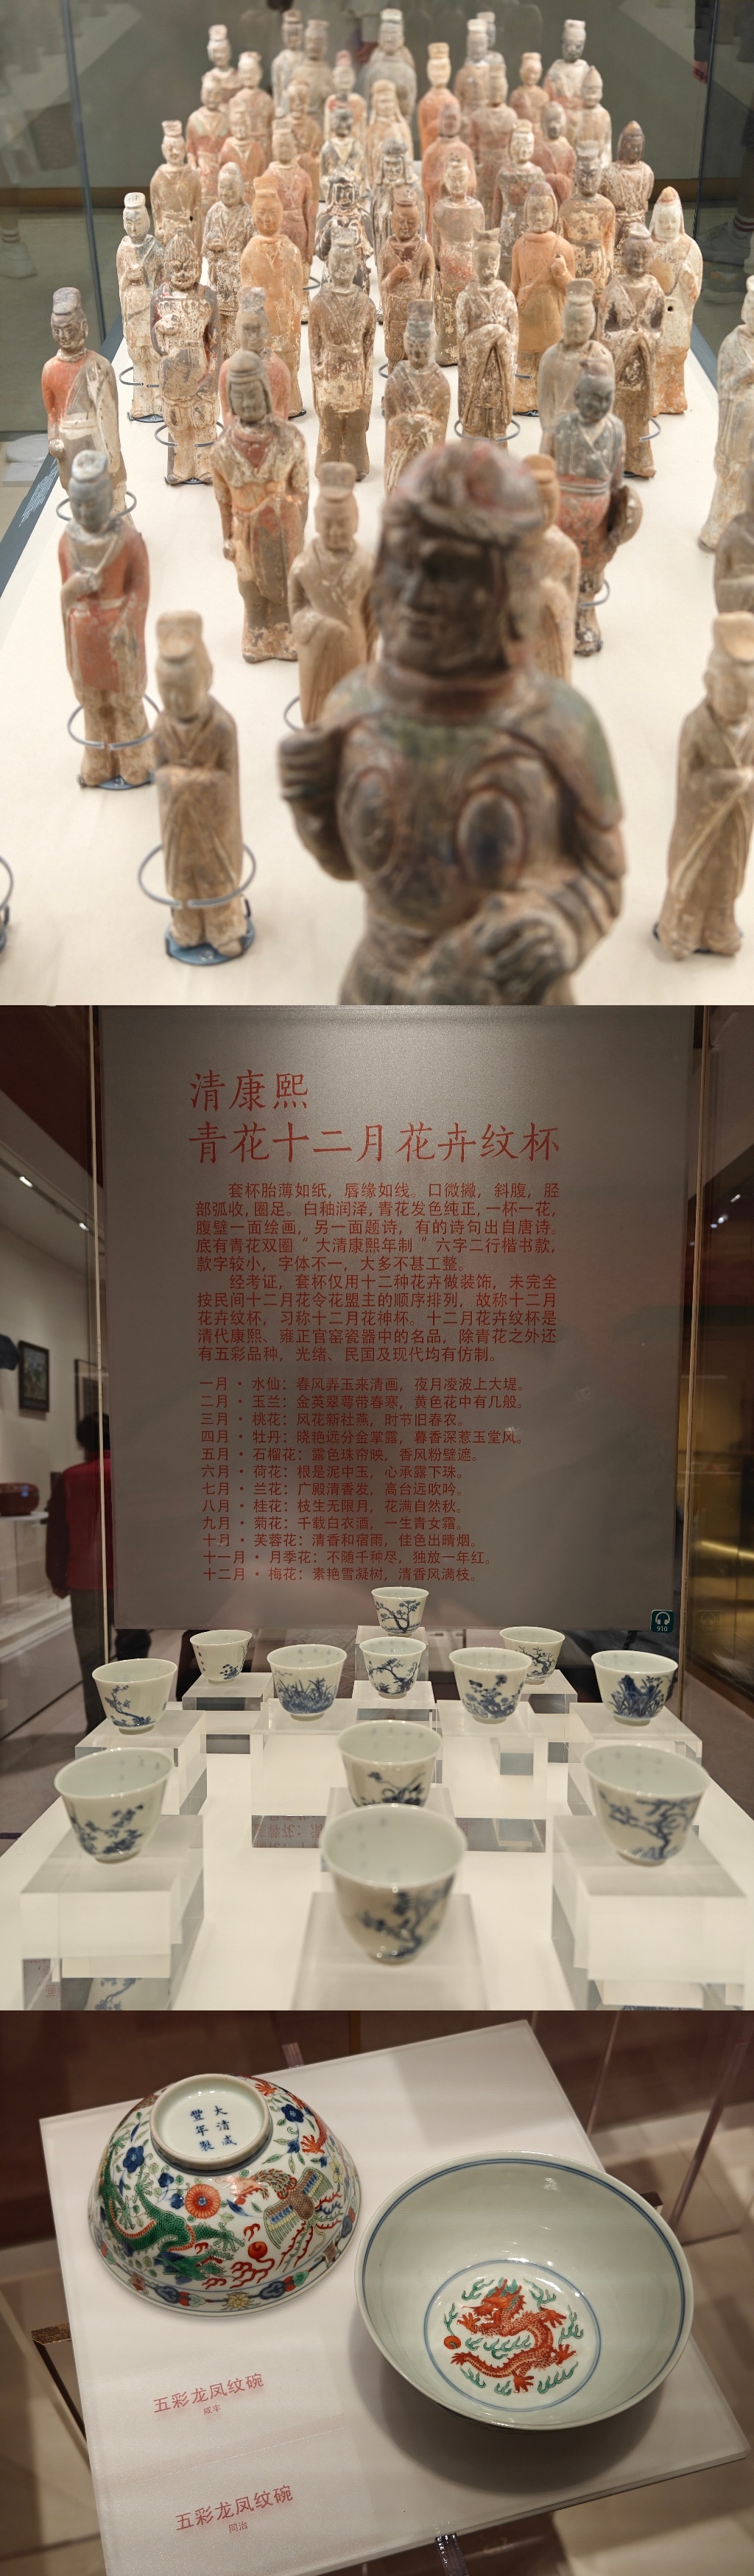 清康熙
青花十二月花卉纹杯
套杯胎薄如纸，唇缘如线。口微撇，斜腹，胫
部弧收，圈足。白釉润泽，青花发色纯正，一杯一花，
腹壁一面绘画，另一面题诗，有的诗句出自唐诗。
底有青花双圈“大清康熙年制”六字二行楷书款，
款字较小，字体不一，大多不甚工整。
经考证，套杯仅用十二种花卉做装饰，未完全
按民间十二月花令花盟主的顺序排列，故称十二月
花卉纹杯，习称十二月花神杯。十二月花卉纹杯是
清代康熙、雍正官窑瓷器中的名品，除青花之外还
有五彩品种，光绪、民国及现代均有仿制。
一月·水仙：春风弄玉来清画，夜月凌波上大堤。
二月·玉兰：金英翠萼带春寒，黄色花中有几般。
三月·桃花：风花新社燕，时节旧春农。
四月·牡丹：晓艳远分金掌露，暮香深惹玉堂风。
五月·石榴花：露色珠帘映，香风粉壁遮。
六月·荷花：根是泥中玉，心承露下珠。
七月·兰花：广殿清香发，高台远吹吟。
八月·桂花：枝生无限月，花满自然秋。
九月·菊花：千载白衣酒，一生青女霜。
十月·芙蓉花：清香和宿雨，佳色出晴烟。
十一月·月季花：不随千种尽，独放一年红。
十二月·梅花：素艳雪凝树，清香风满枝。
910
大清咸
豐年製
五彩龙凤纹碗
咸丰
五彩龙凤纹碗
同治